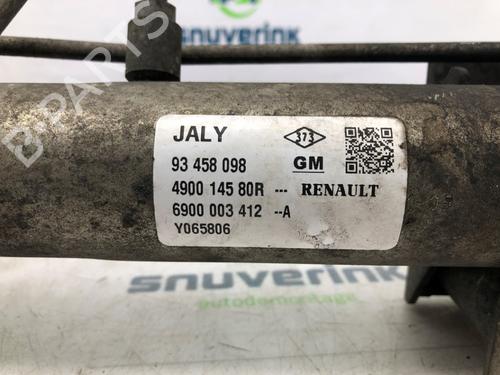 snuverink
B-PARTS
JALY
373
93 458 098
GM
4900 145 80R --- RENAULT
6900 003 412 --A
Y065806
snuverink
autodemontage